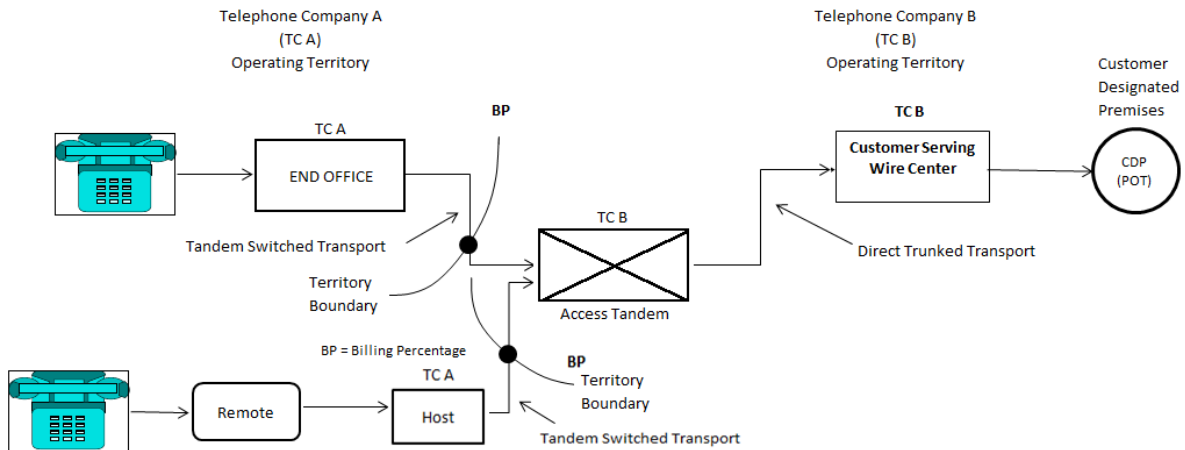 Telephone Company A
(TC A)
Operating Territory
Telephone Company B
(TC B)
Operating Territory
Customer
Designated
Premises
BP
TC A
END OFFICE
TC B
Customer Serving
Wire Center
CDP
(POT)
Tandem Switched Transport
TC B
Direct Trunked Transport
Territory
Boundary
Access Tandem
BP = Billing Percentage
BP
Territory
Boundary
TC A
Remote
Host
Tandem Switched Transport